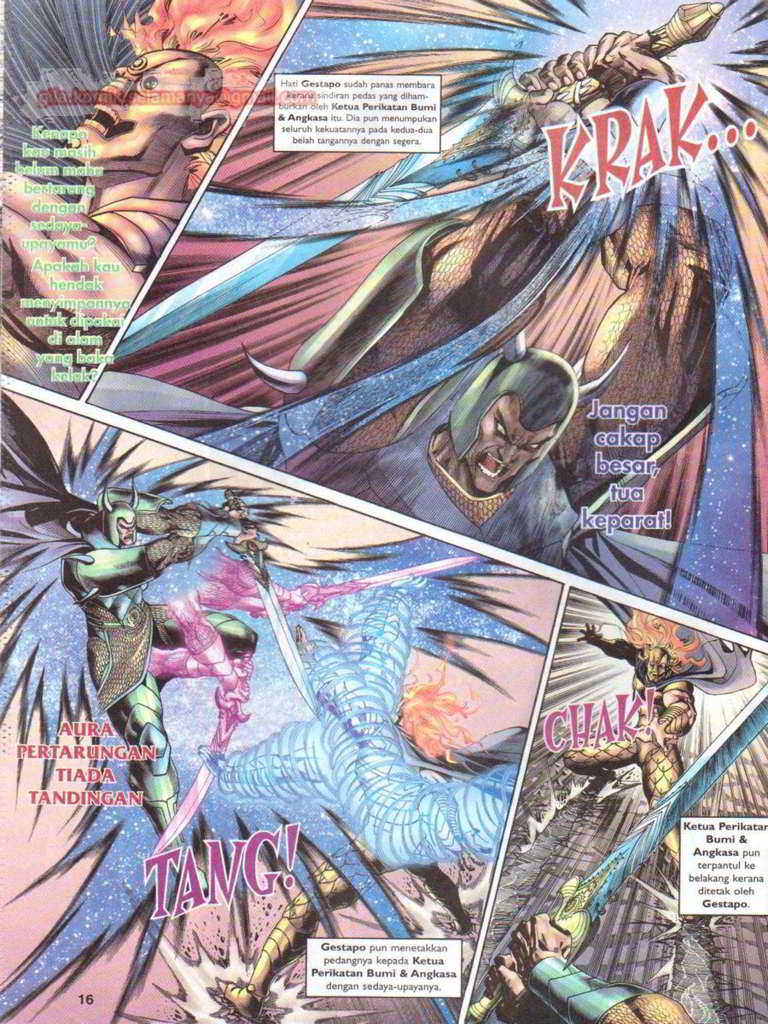 Kenapa
kau masih
belum mahu
bertarung
dengan
sedaya-
upayamu?
Apakah kau
hendak
menyimpannya
untuk dipakai
di alam
yang baka
kelak?
Hati Gestapo sudah panas membara
kerana sindiran pedas yang diham-
burkan oleh Ketua Perikatan Bumi
& Angkasa itu. Dia pun menumpukan
seluruh kekuatannya pada kedua-dua
belah tangannya dengan segera.
KRAK...
Jangan
cakap
besar,
tua
keparat!
AURA
PERTARUNGAN
TIADA
TANDINGAN
TANG!
Gestapo pun menetakkan
pedangnya kepada Ketua
Perikatan Bumi & Angkasa
dengan sedaya-upayanya.
CHAK!
Ketua Perikatan
Bumi &
Angkasa pun
terpantul ke
belakang kerana
ditetak oleh
Gestapo.
16